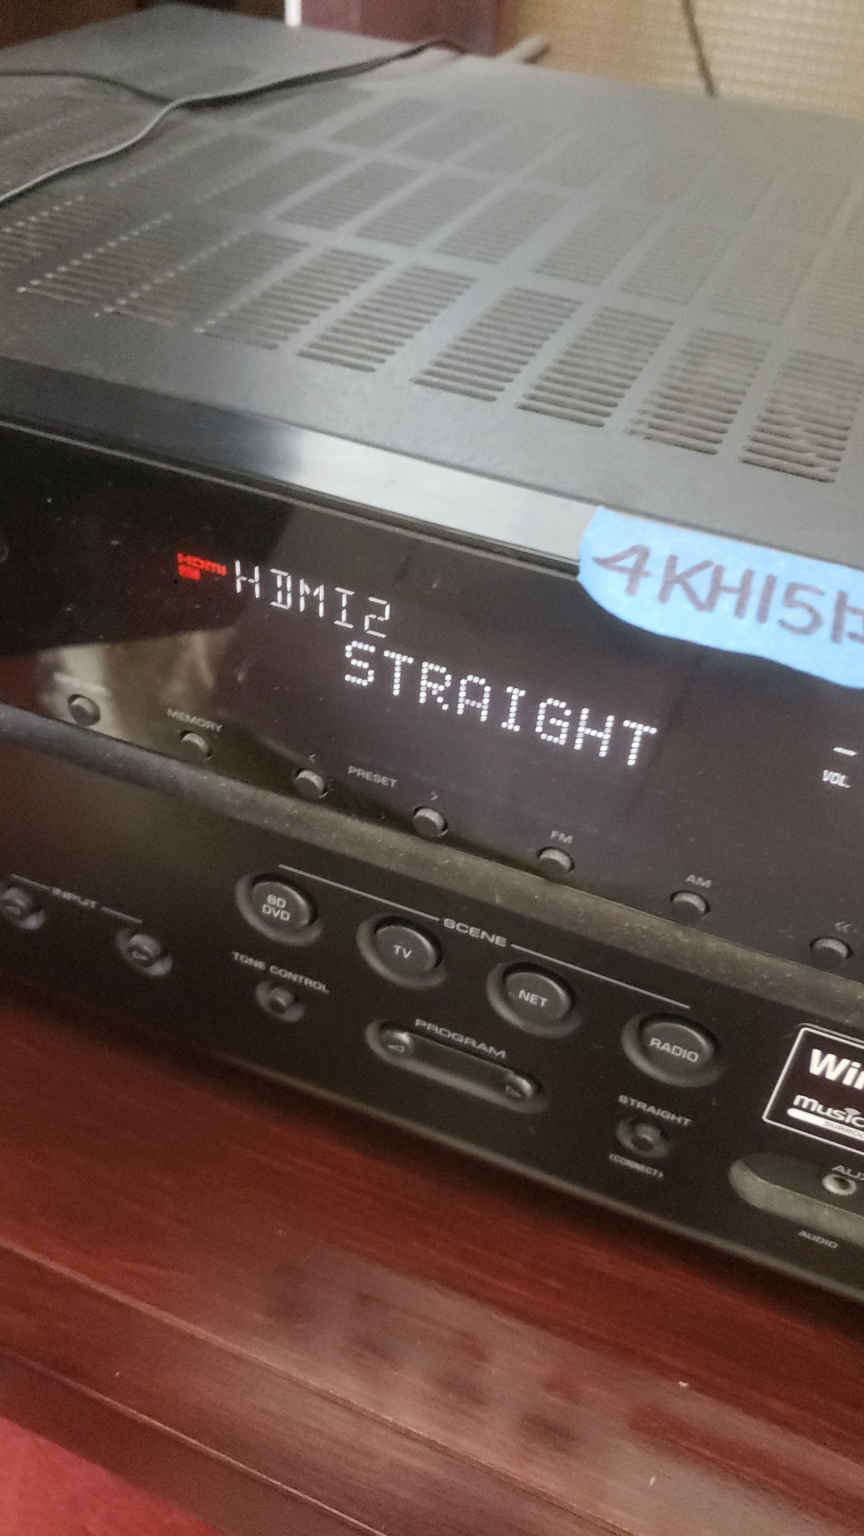 HDMI
HDMI2
4KHI5
STRAIGHT
VOL.
MEMORY
PRESET
FM
AM
INPUT
BD
DVD
SCENE
TV
NET
RADIO
TONE CONTROL
PROGRAM
STRAIGHT
(CONNECT)
AUDIO